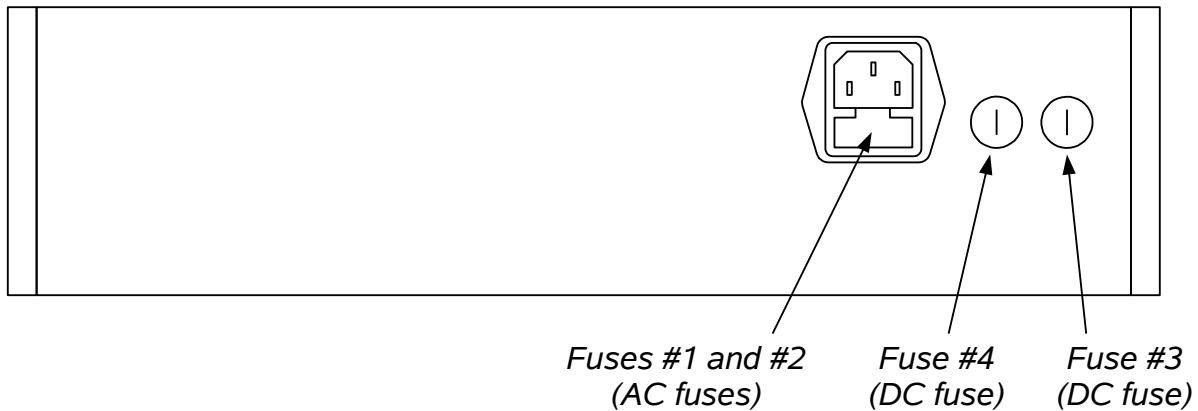 Fuses #1 and #2
(AC fuses)
Fuse #4
(DC fuse)
Fuse #3
(DC fuse)